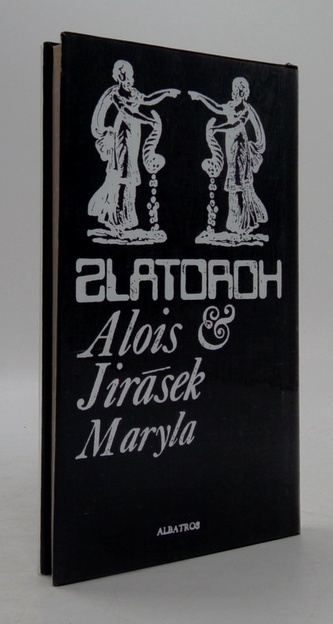 ZLATOROH
Alois &
Jirásek
Maryla
ALBATROS